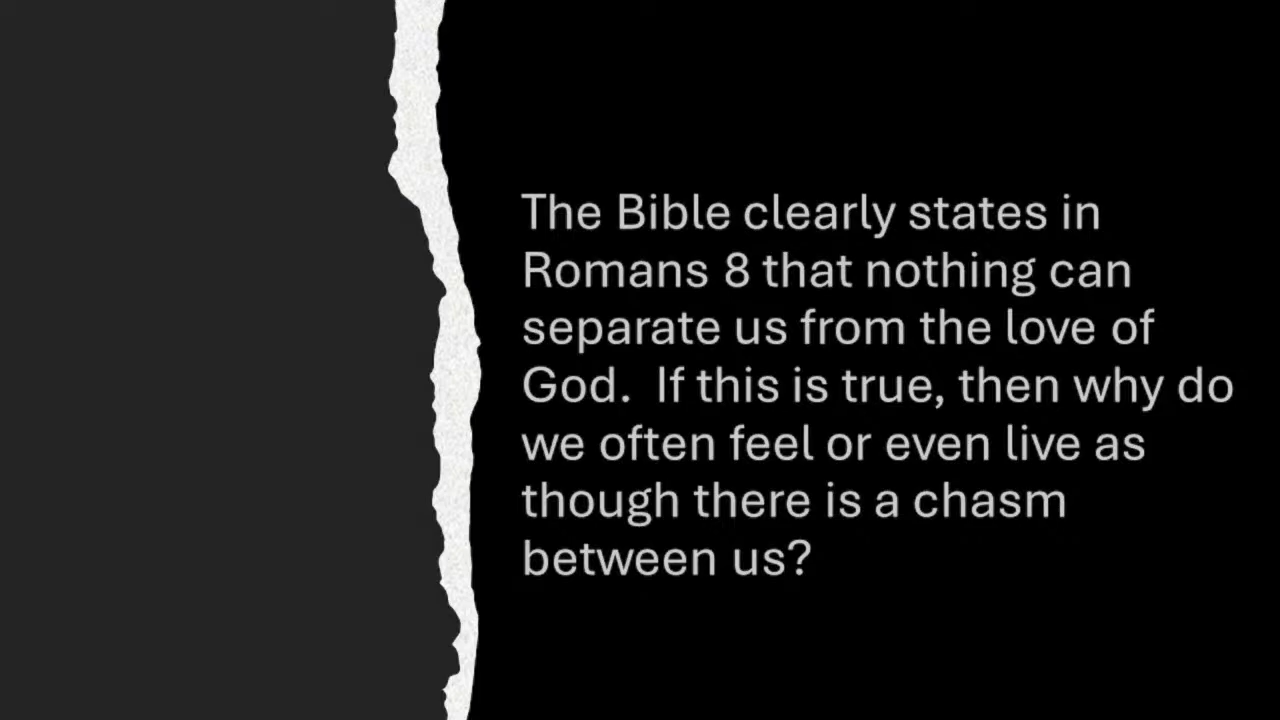 The Bible clearly states in
Romans 8 that nothing can
separate us from the love of
God.  If this is true, then why do
we often feel or even live as
though there is a chasm
between us?